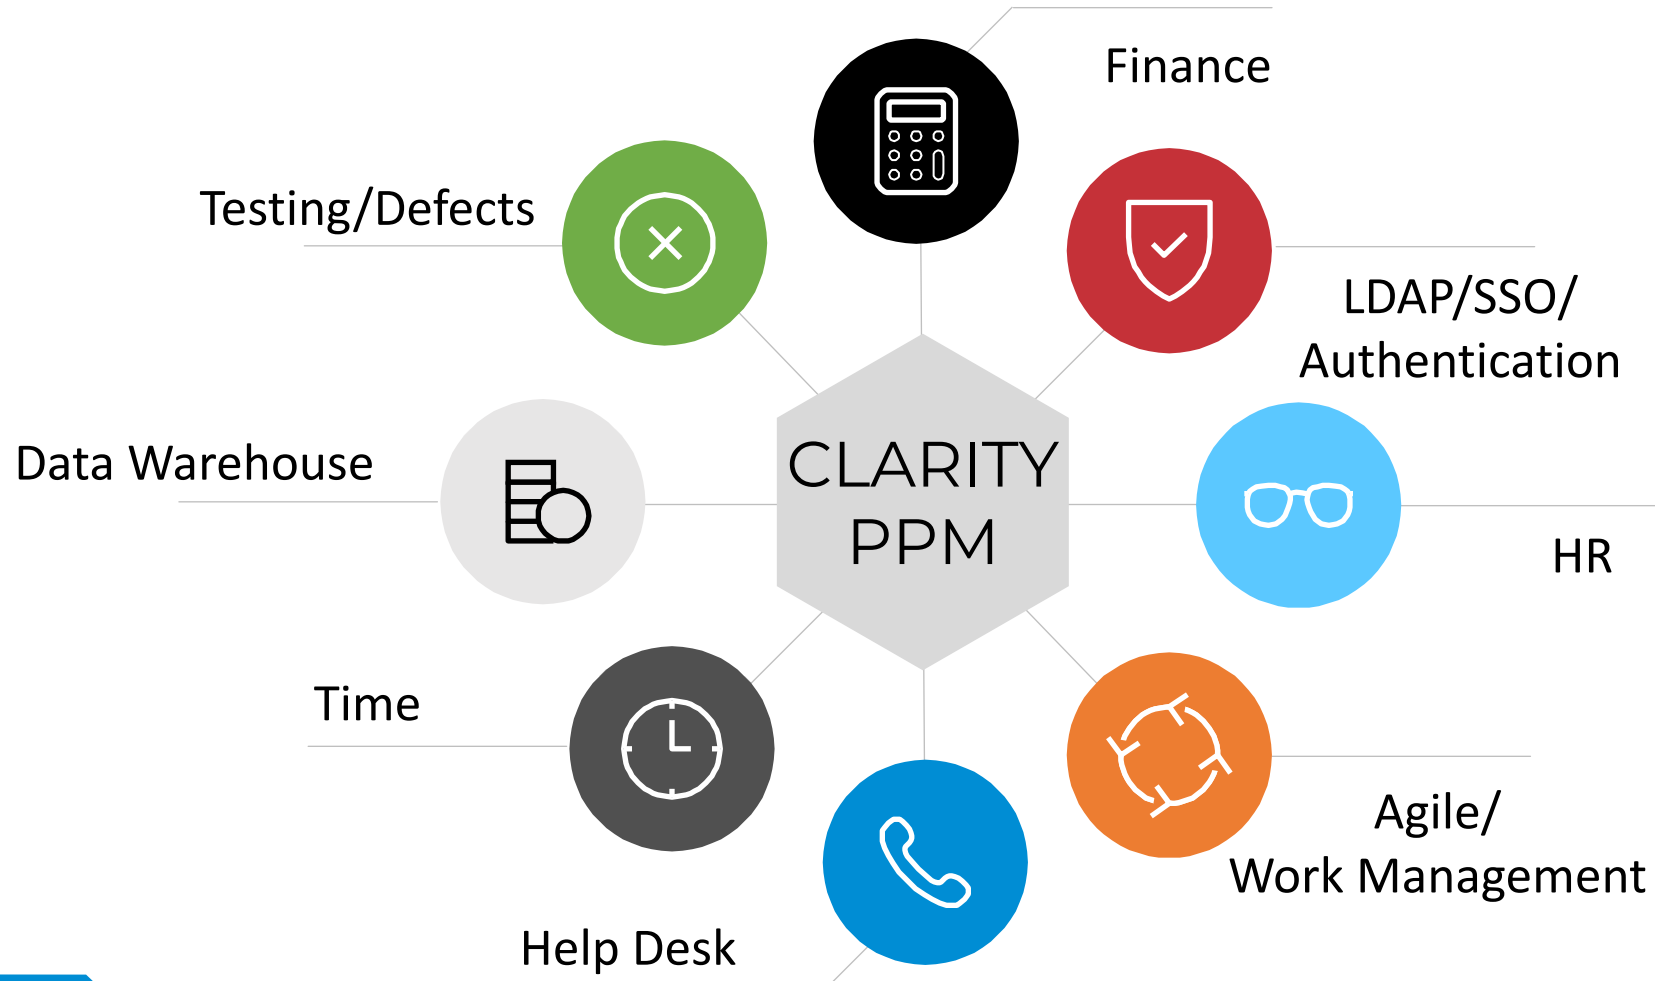 Finance
Testing/Defects
LDAP/SSO/
Authentication
Data Warehouse
CLARITY
PPM
HR
Time
Agile/
Work Management
Help Desk